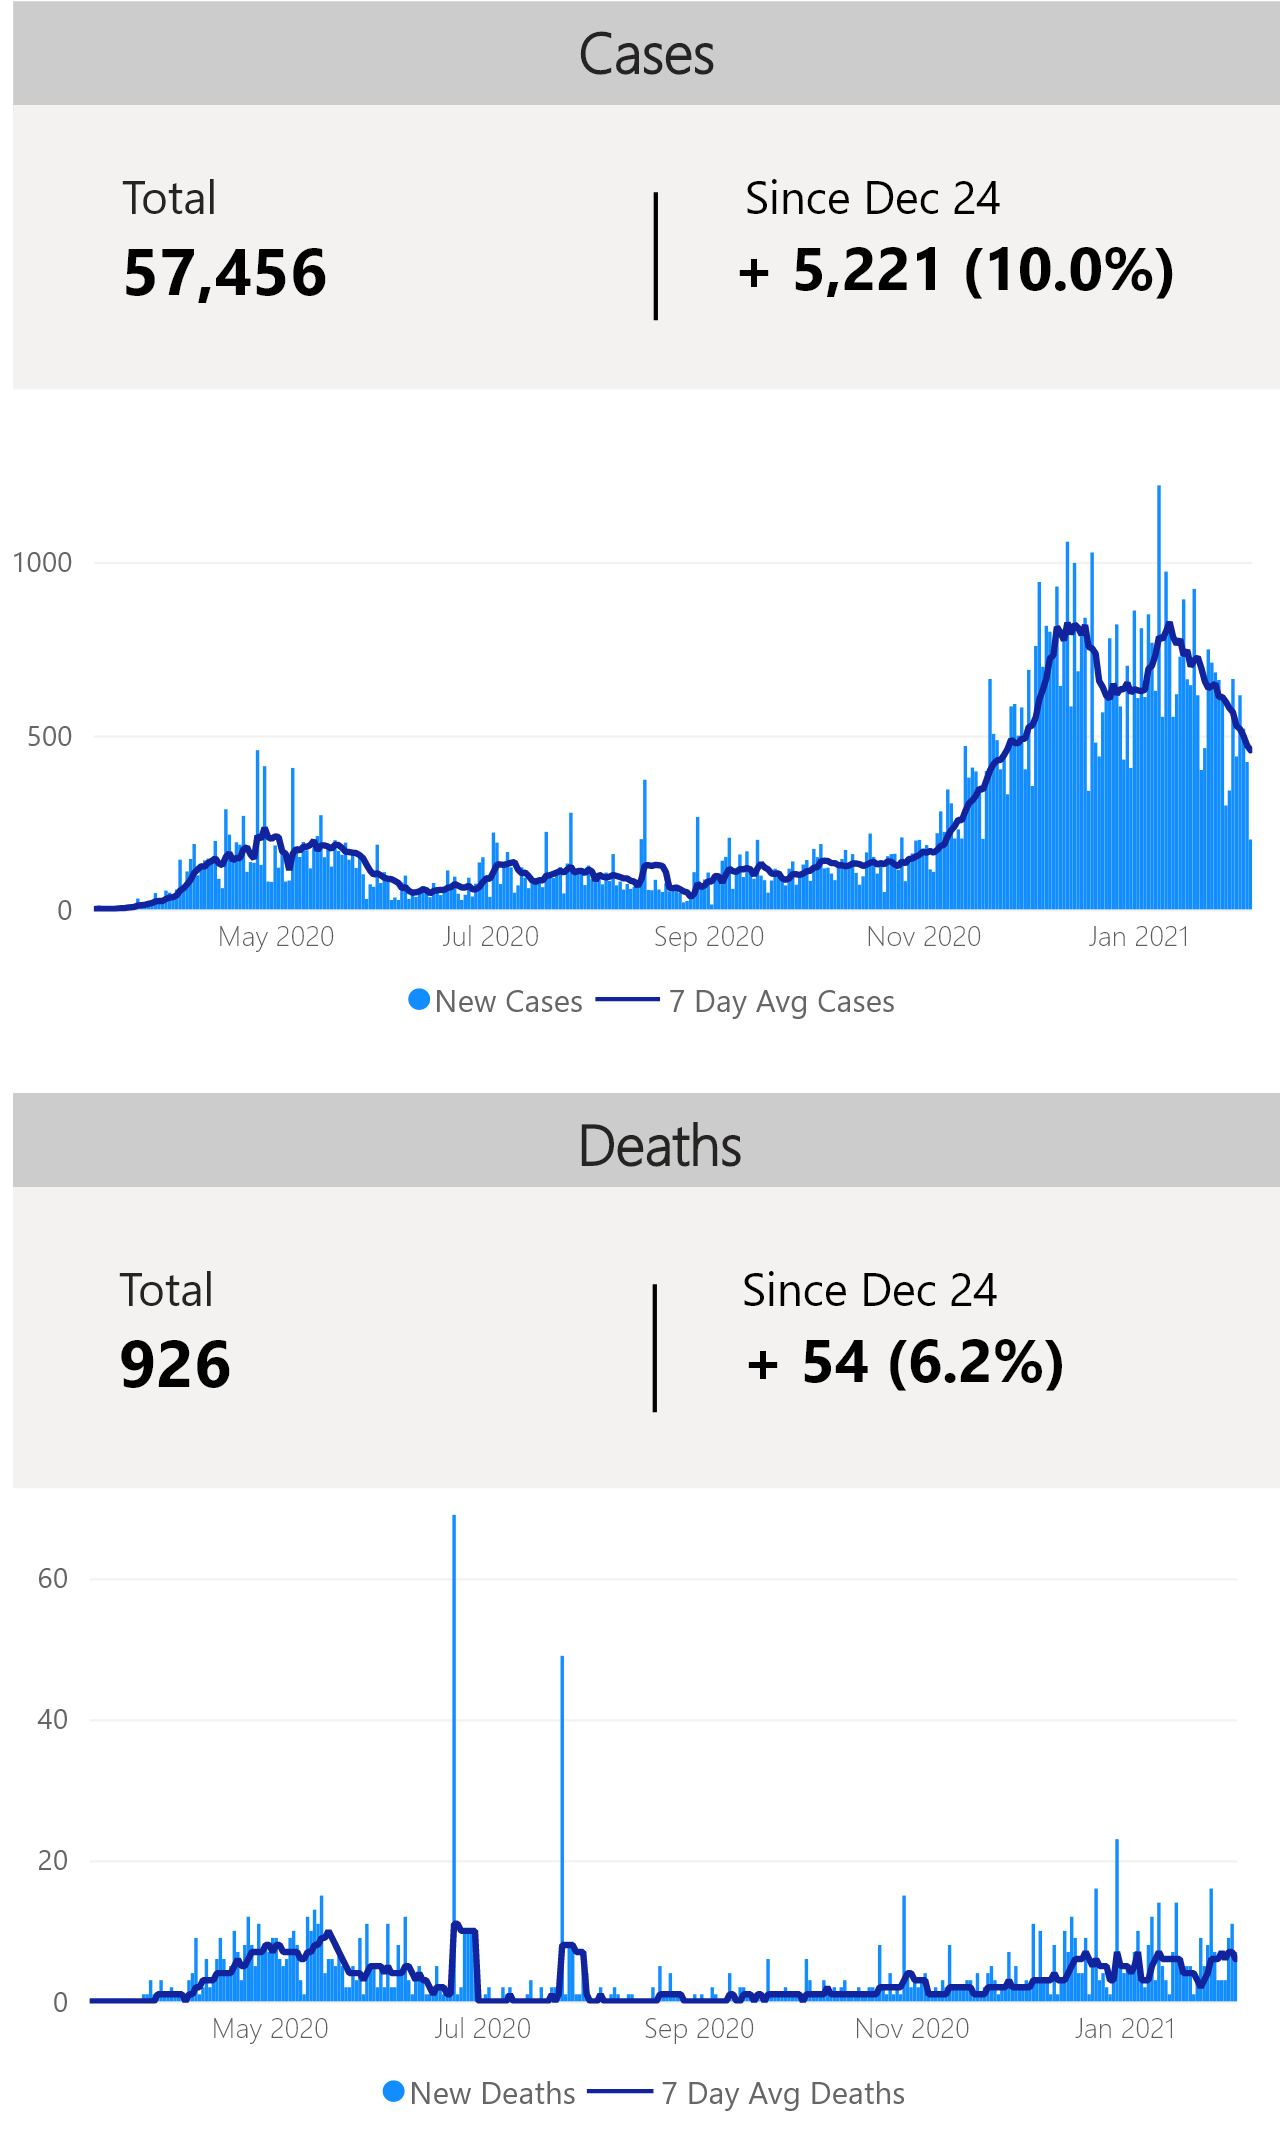 Cases
Total
Since Dec 24
57,456
+ 5,221 (10.0%)
1000
500
0
May 2020
Jul 2020
Sep 2020
Nov 2020
Jan 2021
New Cases
7 Day Avg Cases
Deaths
Total
Since Dec 24
926
+ 54 (6.2%)
60
40
20
0
May 2020
Jul 2020
Sep 2020
Nov 2020
Jan 2021
New Deaths
7 Day Avg Deaths